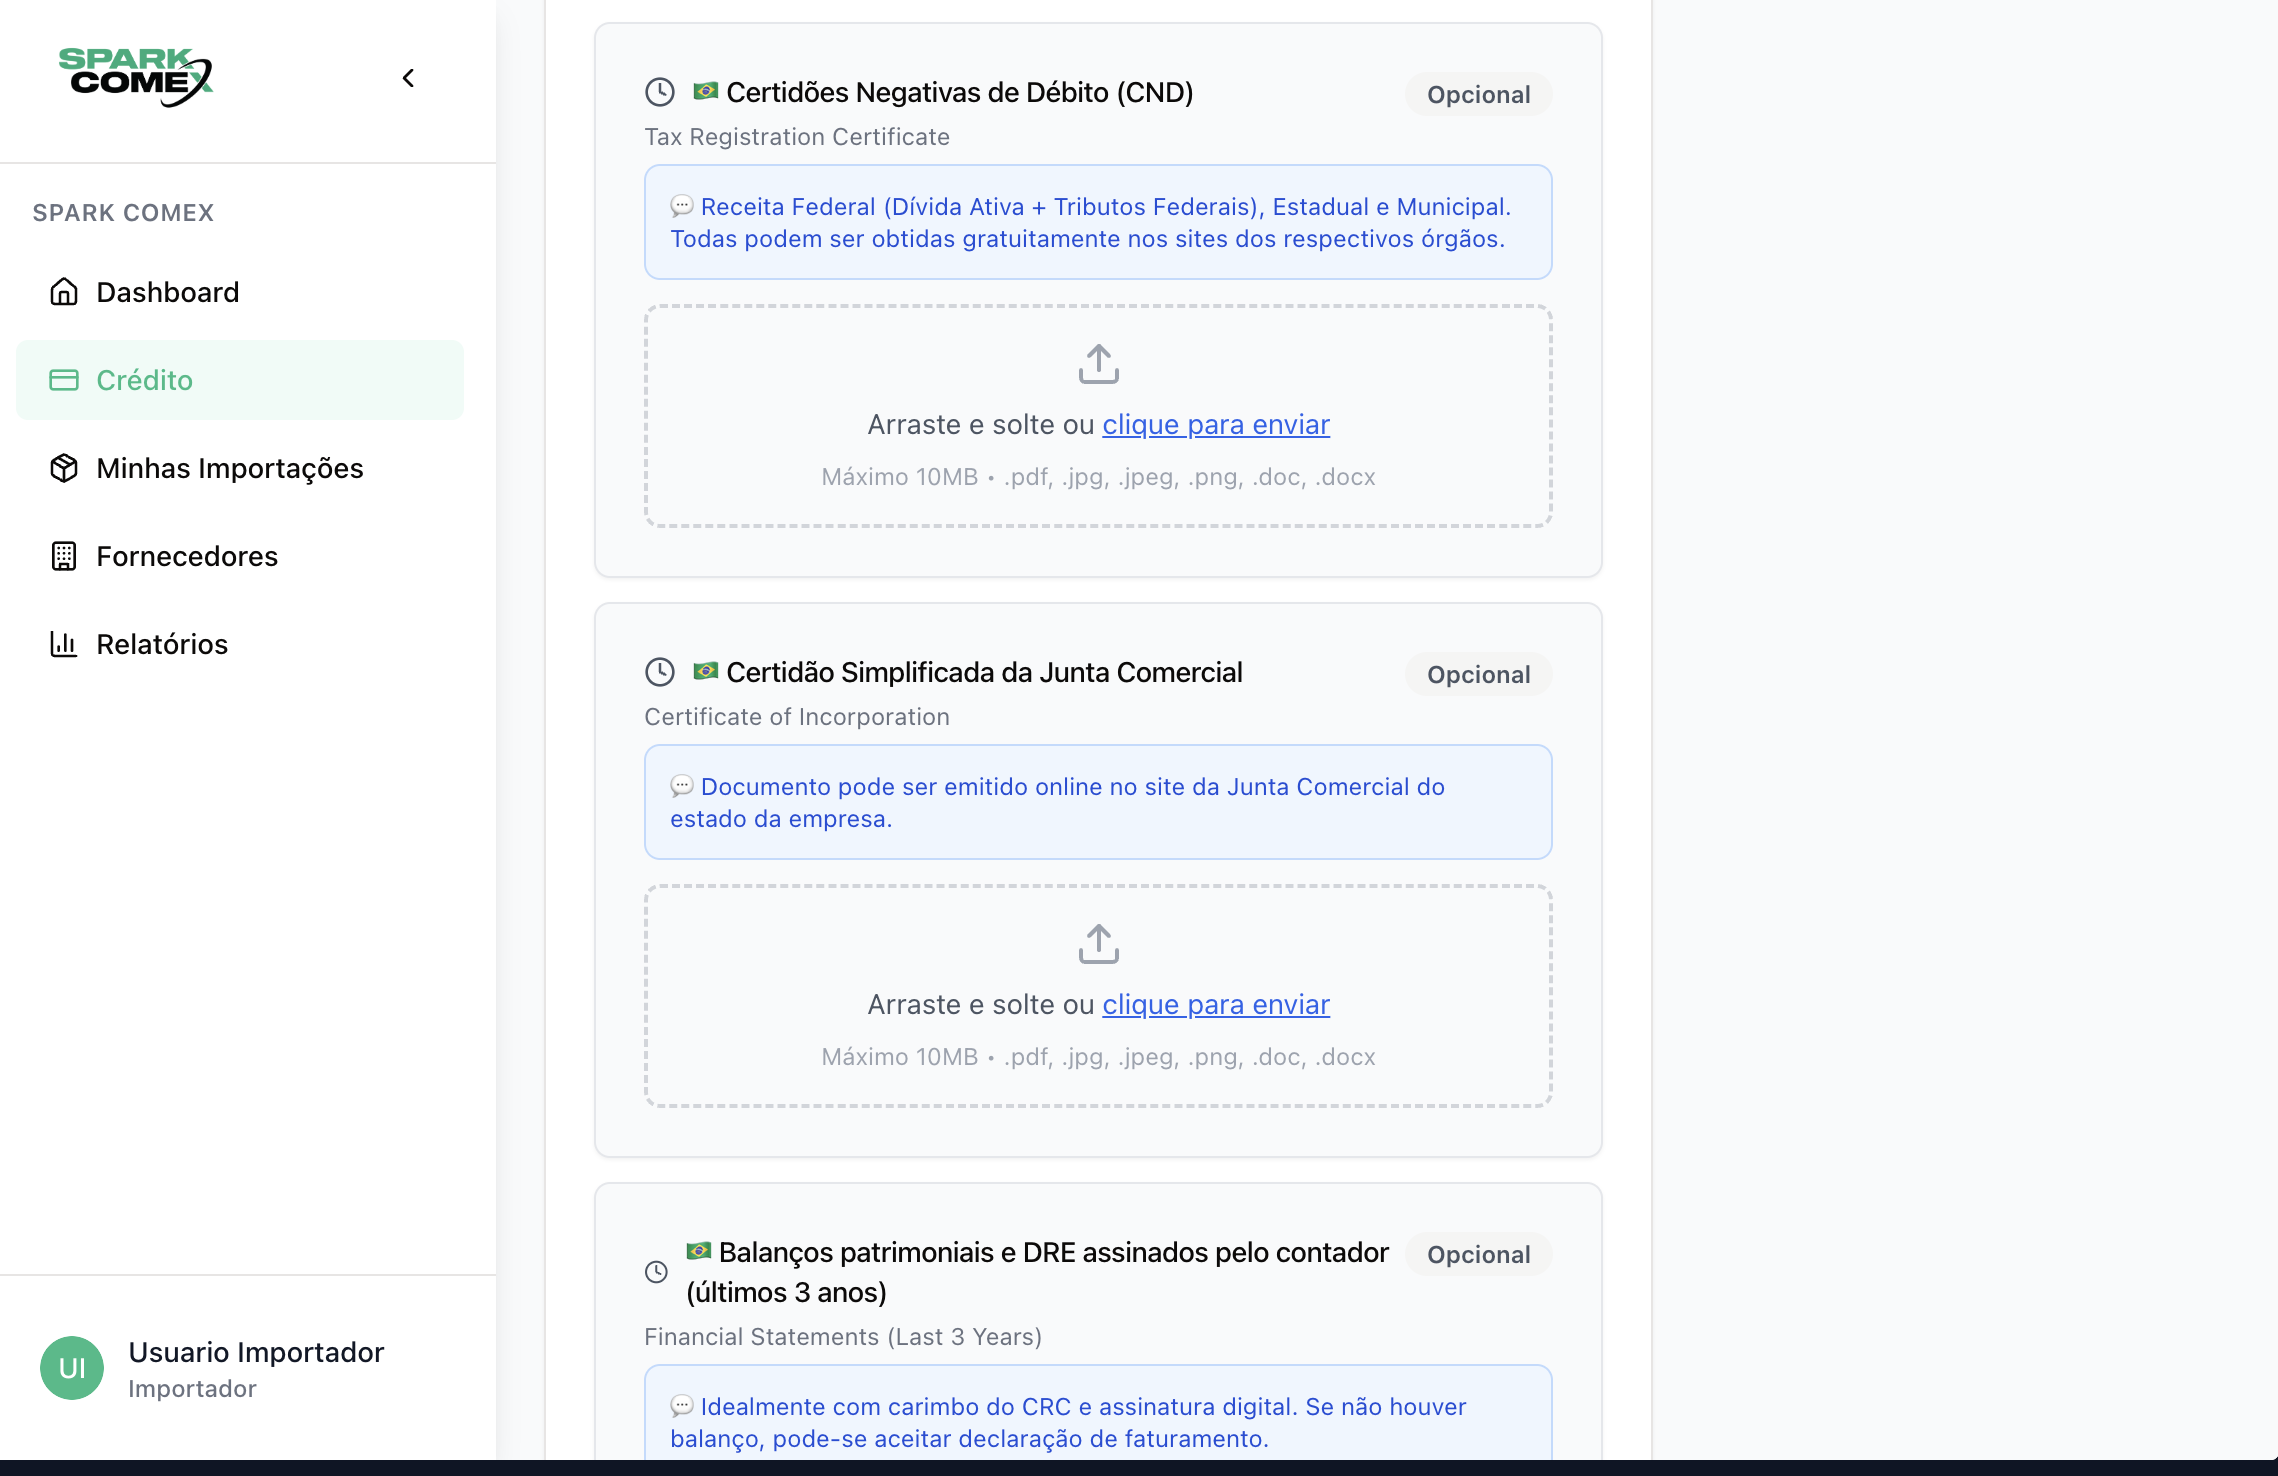 SPARK
COMEX
SPARK COMEX
Dashboard
Crédito
Minhas Importações
Fornecedores
Relatórios
UI
Usuario Importador
Importador
Certidões Negativas de Débito (CND)
Opcional
Tax Registration Certificate
Receita Federal (Dívida Ativa + Tributos Federais), Estadual e Municipal.
Todas podem ser obtidas gratuitamente nos sites dos respectivos órgãos.
Arraste e solte ou clique para enviar
Máximo 10MB • .pdf, .jpg, .jpeg, .png, .doc, .docx
Certidão Simplificada da Junta Comercial
Opcional
Certificate of Incorporation
Documento pode ser emitido online no site da Junta Comercial do
estado da empresa.
Arraste e solte ou clique para enviar
Máximo 10MB • .pdf, .jpg, .jpeg, .png, .doc, .docx
Balanços patrimoniais e DRE assinados pelo contador
(últimos 3 anos)
Opcional
Financial Statements (Last 3 Years)
Idealmente com carimbo do CRC e assinatura digital. Se não houver
balanço, pode-se aceitar declaração de faturamento.